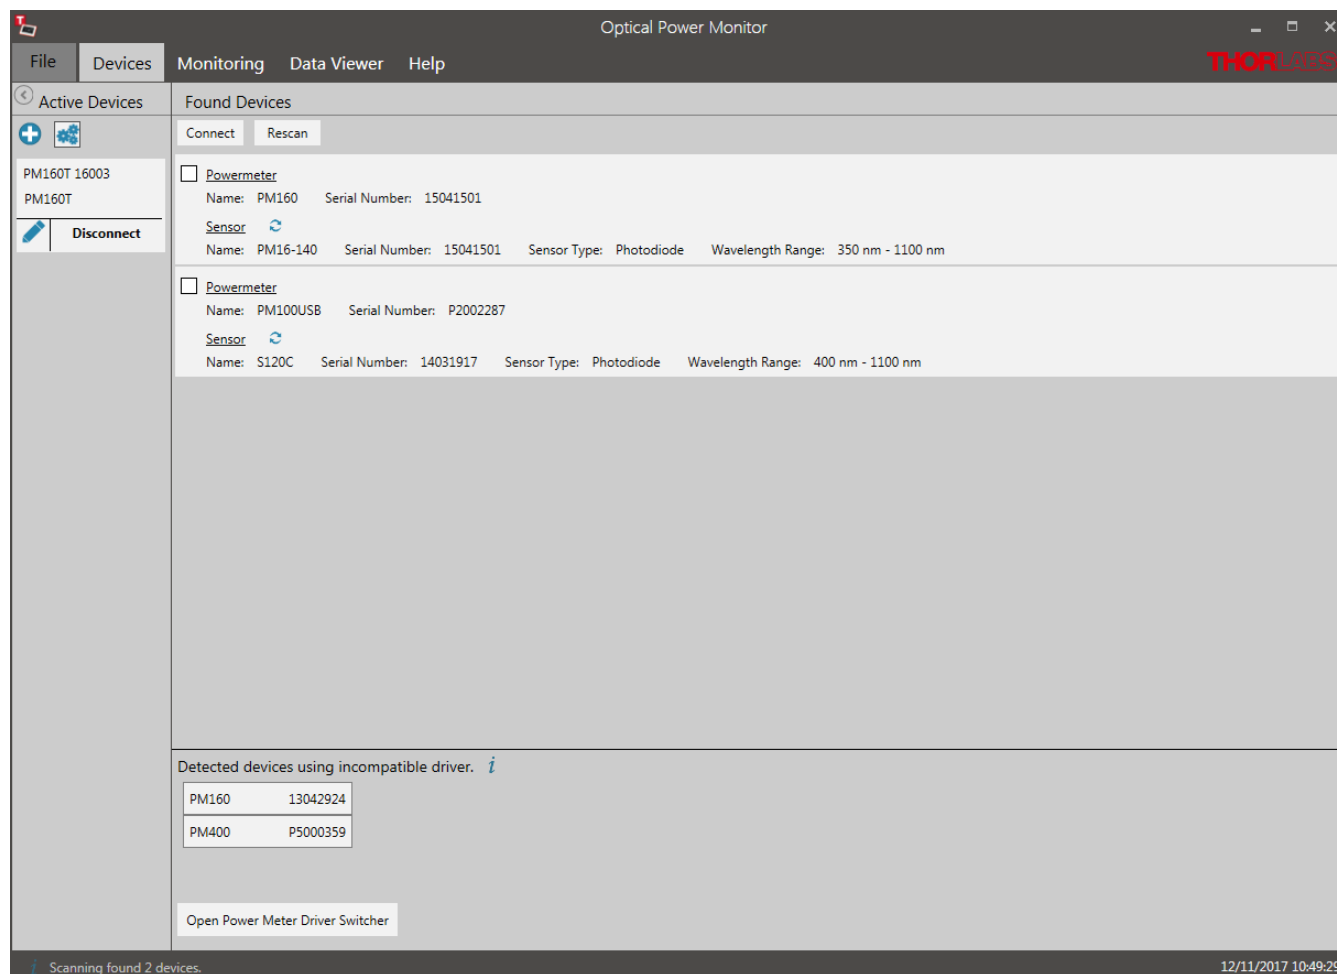 Optical Power Monitor
File Devices Monitoring Data Viewer Help
THORLABS
Active Devices
Found Devices
Connect Rescan
PM160T 16003
PM160T
Disconnect
Powermeter
Name: PM160 Serial Number: 15041501
Sensor
Name: PM16-140 Serial Number: 15041501 Sensor Type: Photodiode Wavelength Range: 350 nm - 1100 nm
Powermeter
Name: PM100USB Serial Number: P2002287
Sensor
Name: S120C Serial Number: 14031917 Sensor Type: Photodiode Wavelength Range: 400 nm - 1100 nm
Detected devices using incompatible driver. i
PM160 13042924
PM400 P5000359
Open Power Meter Driver Switcher
i Scanning found 2 devices.
12/11/2017 10:49:29